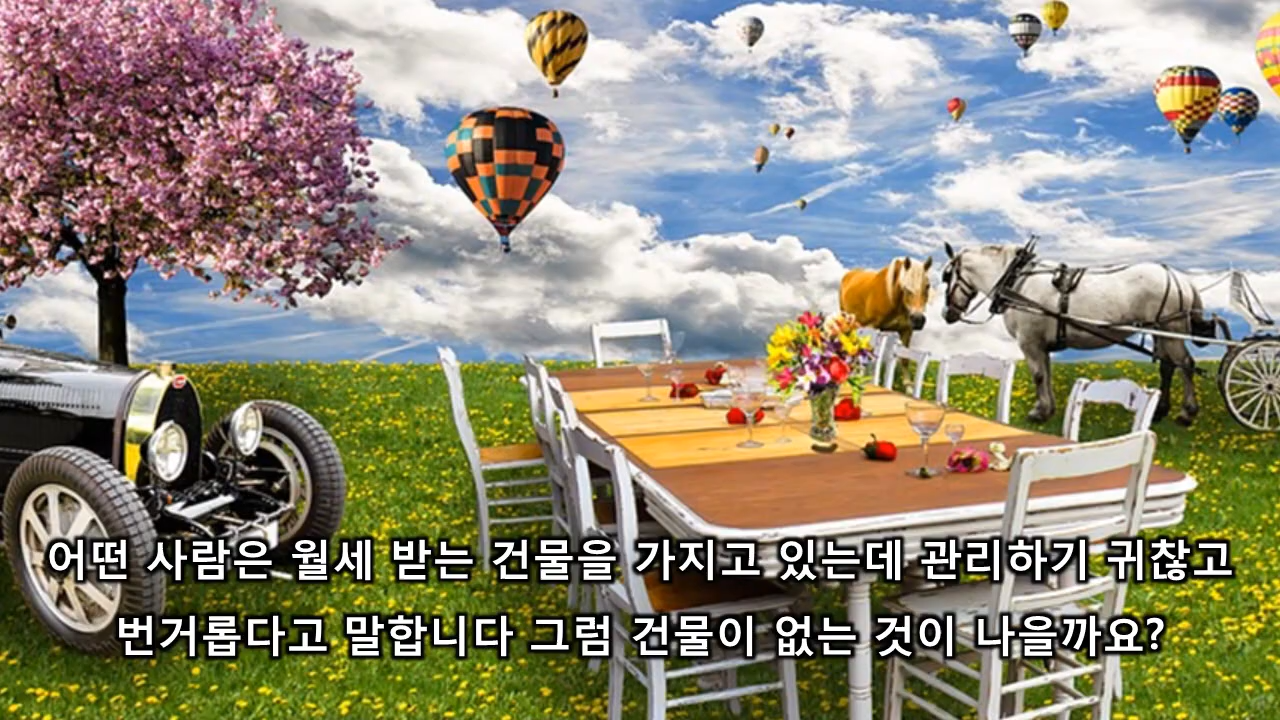 어떤 사람은 월세 받는 건물을 가지고 있는데 관리하기 귀찮고
번거롭다고 말합니다 그럼 건물이 없는 것이 나을까요?